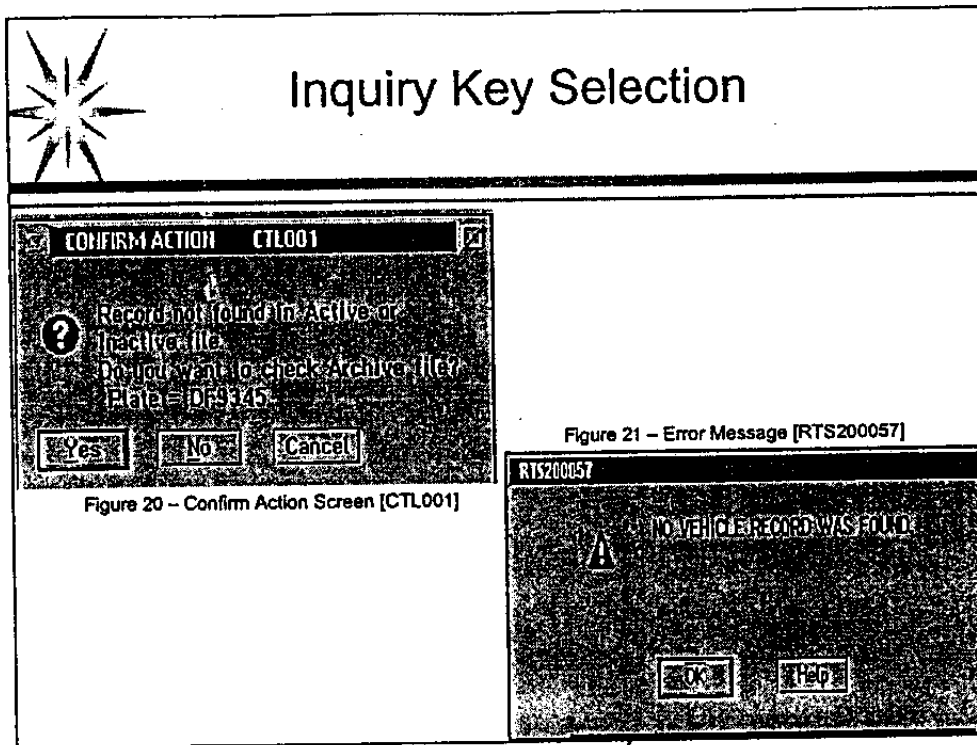 Inquiry Key Selection
CONFIRM ACTION CTL001
Record not found in Active or
Inactive file.
Do you want to check Archive file?
Plate = DF9345
Yes No Cancel
Figure 20 – Confirm Action Screen [CTL001]
Figure 21 – Error Message [RTS200057]
RTS200057
NO VEHICLE RECORD WAS FOUND.
OK Help